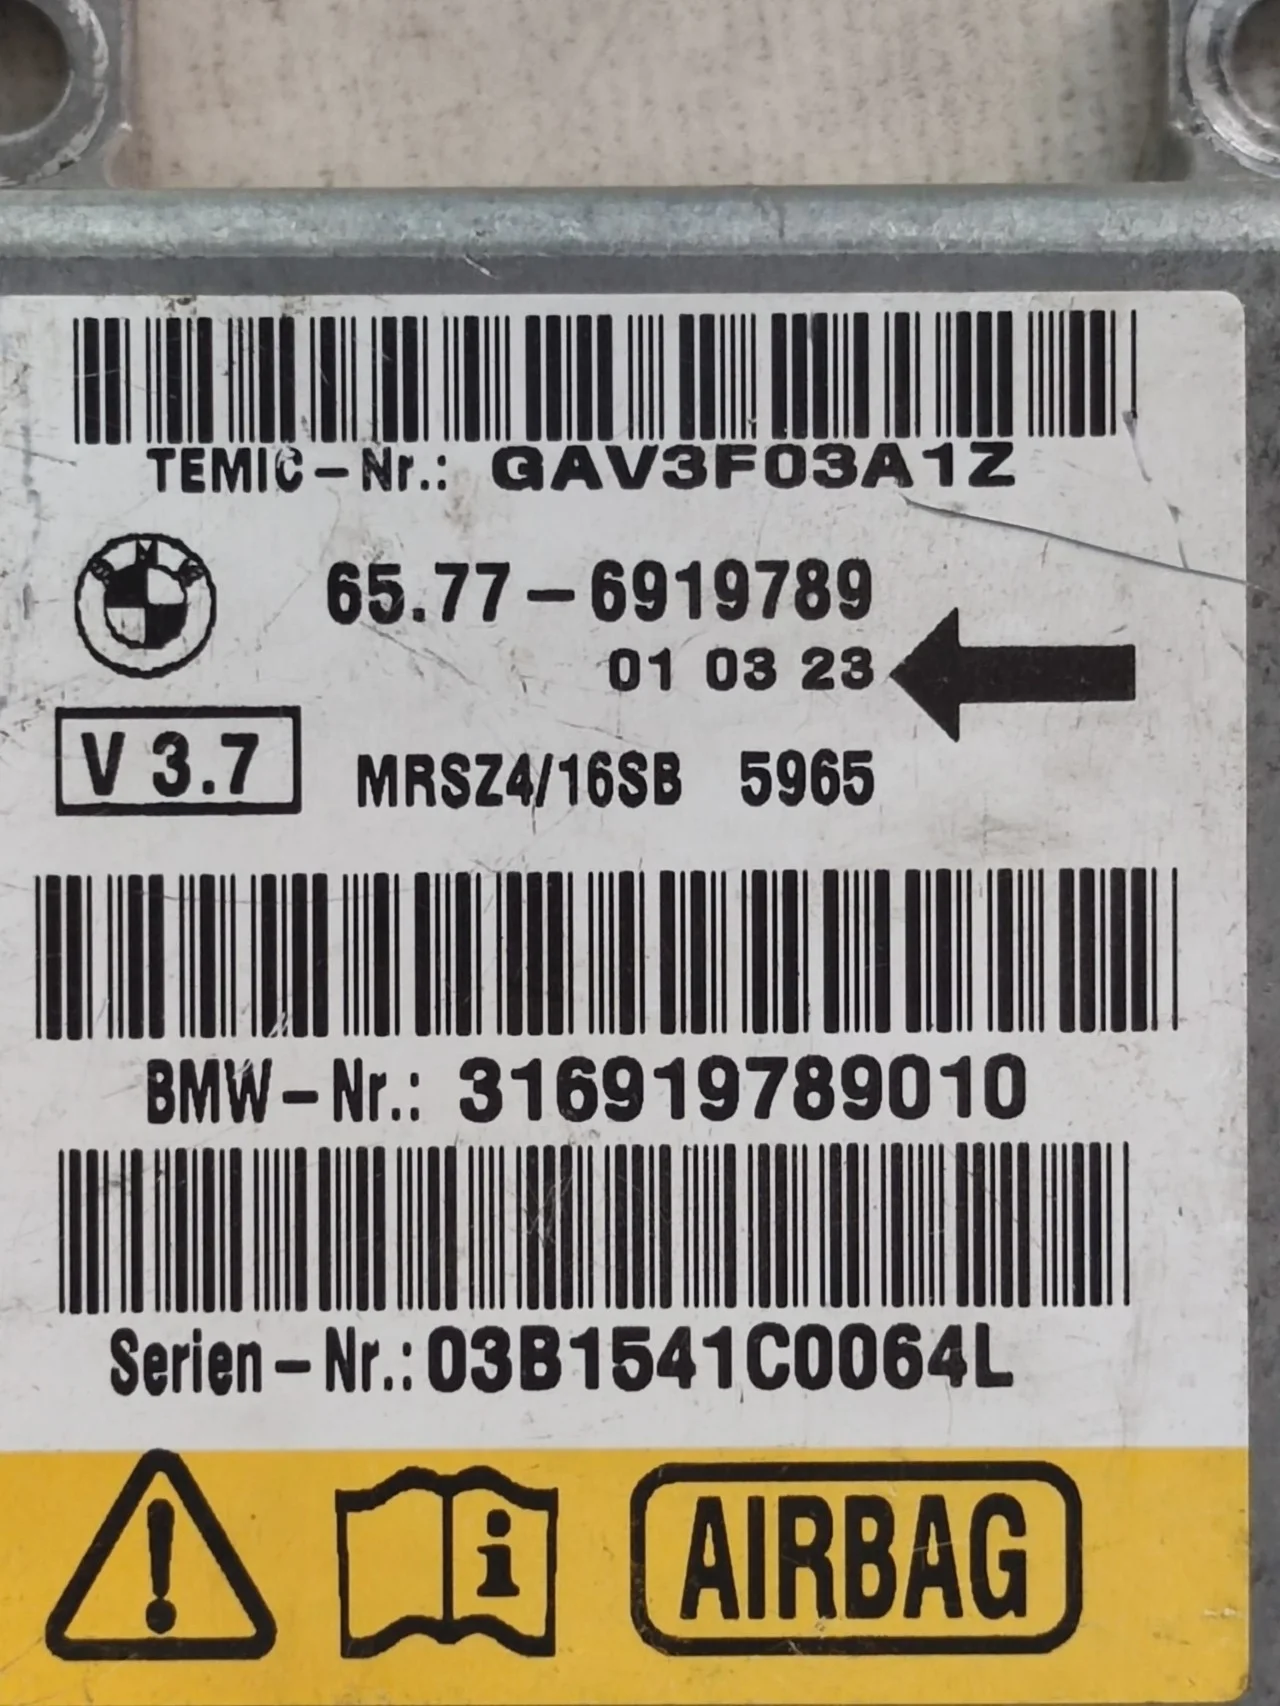 TEMIC-Nr.: GAV3F03A1Z
BMW
65.77-6919789
01 03 23
V 3.7
MRSZ4/16SB 5965
BMW-Nr.: 316919789010
Serien-Nr.: 03B1541C0064L
AIRBAG